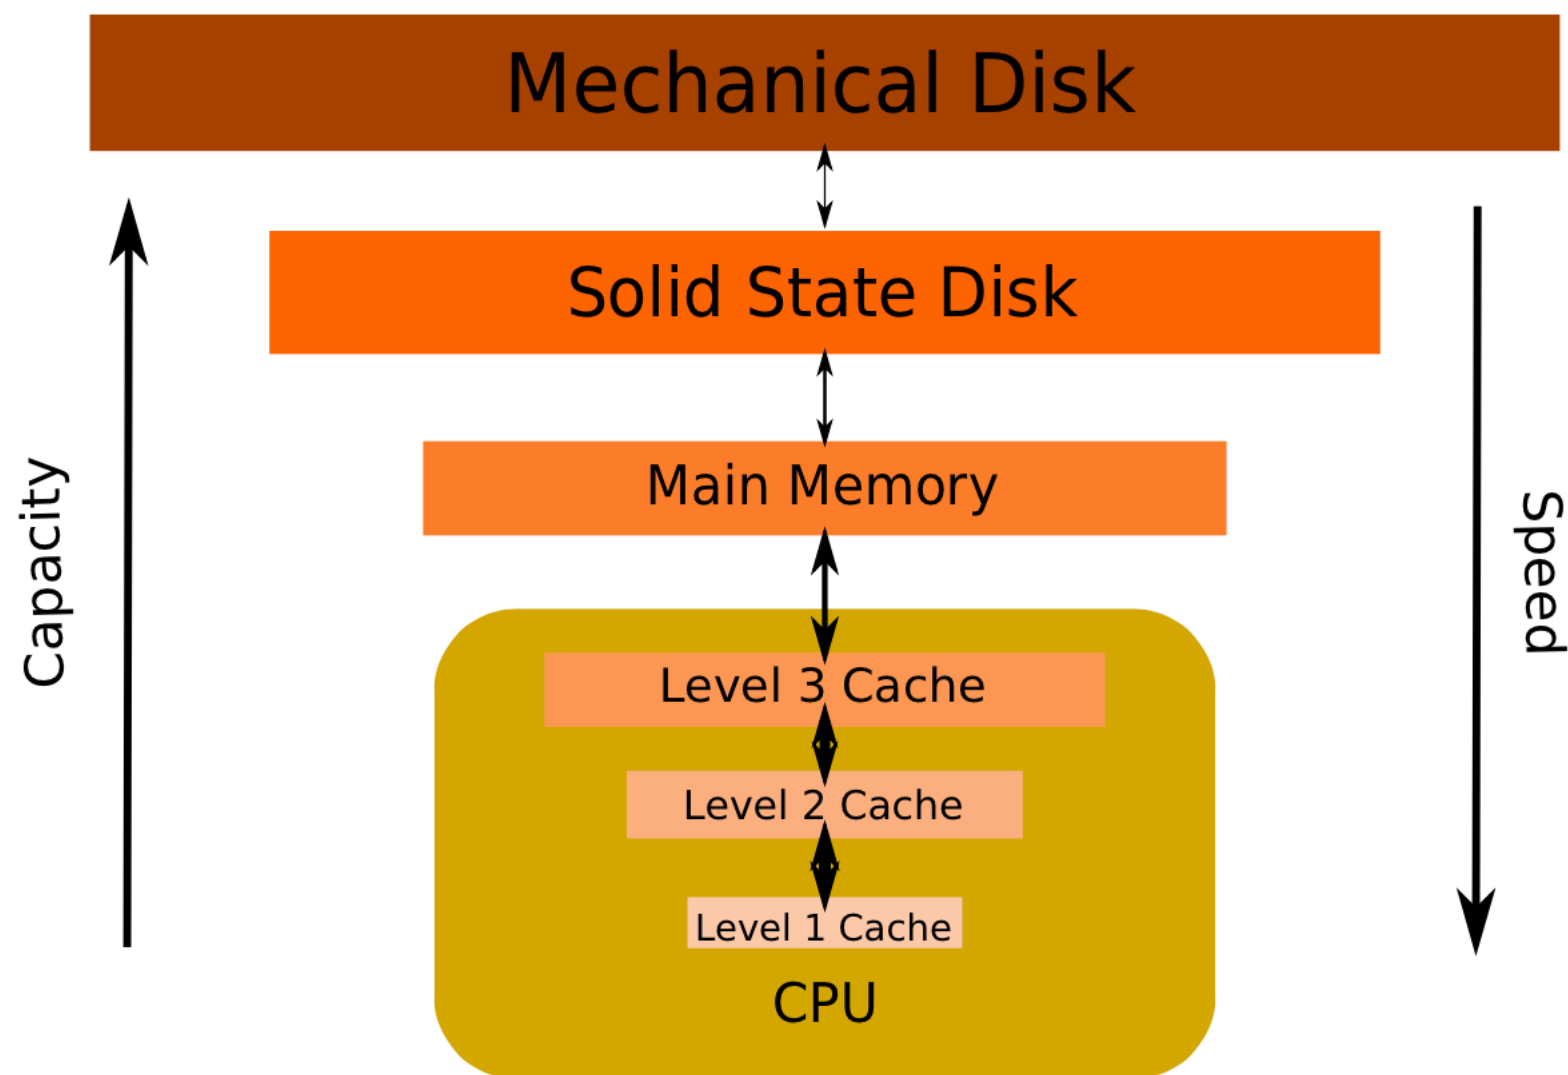 Mechanical Disk
Solid State Disk
Main Memory
Capacity
Speed
Level 3 Cache
Level 2 Cache
Level 1 Cache
CPU